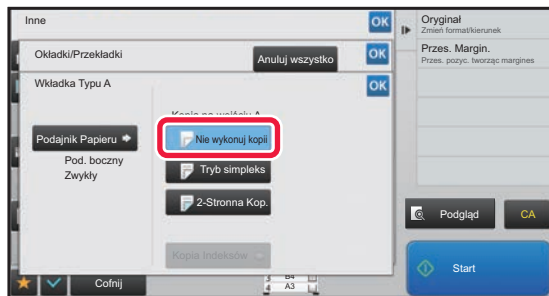 Inne
OK
Okładki/Przekładki
Anuluj wszystko
OK
Wkładka Typu A
OK
Podajnik Papieru
Pod. boczny
Zwykły
Nie wykonuj kopii
Tryb simpleks
2-Stronna Kop.
Kopia Indeksów
Cofnij
3 B4
4 A3
Oryginał
Zmień format/kierunek
Przes. Margin.
Przes. pozyc. tworząc margines
Podgląd
CA
Start